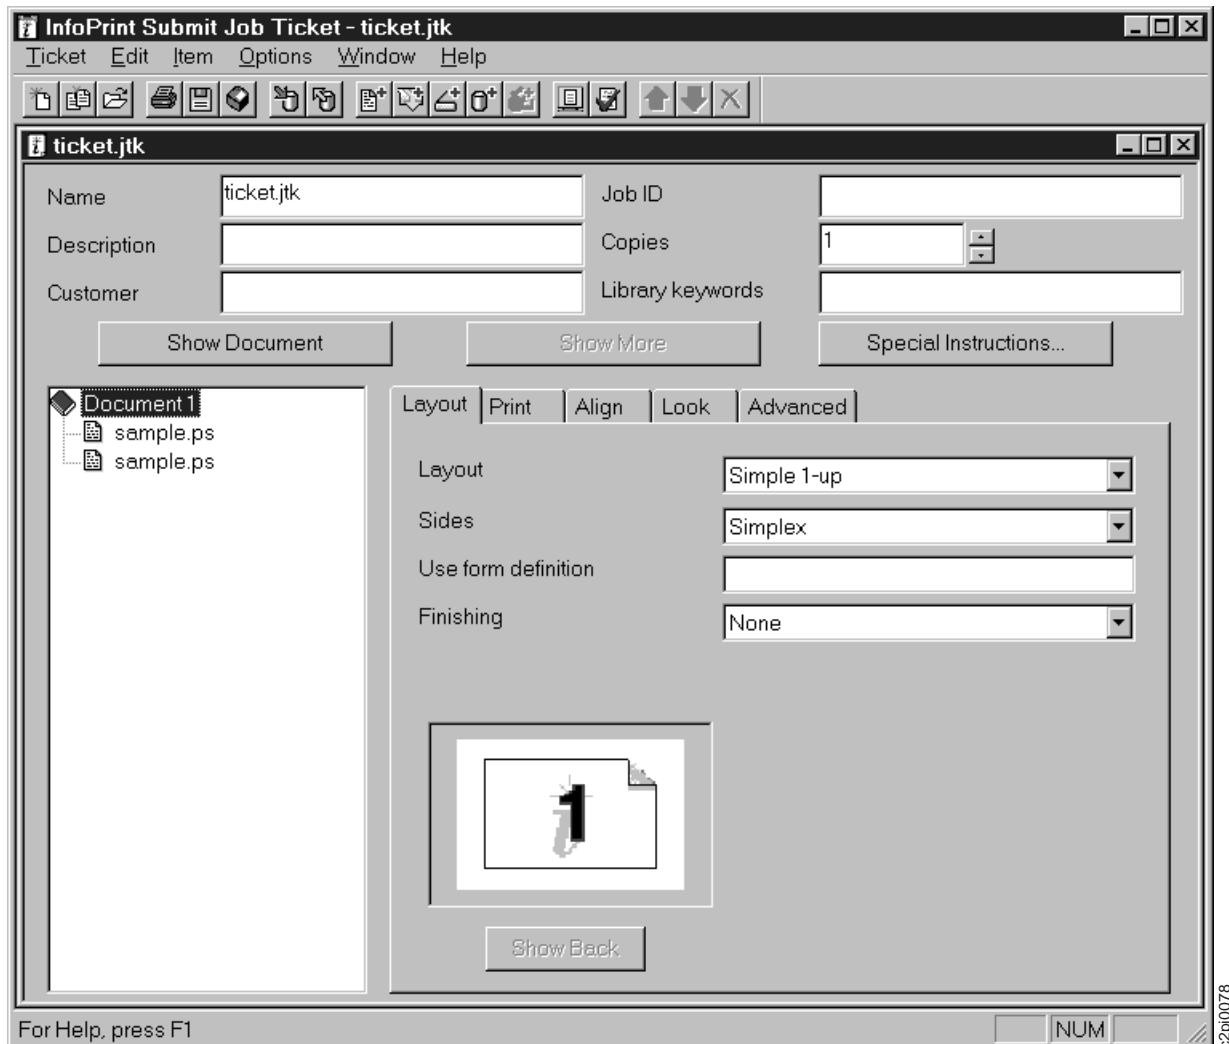 InfoPrint Submit Job Ticket - ticket.jtk
Ticket Edit Item Options Window Help
ticket.jtk
Name ticket.jtk Job ID
Description Copies 1
Customer Library keywords
Show Document Show More Special Instructions...
Document 1
sample.ps
sample.ps
Layout Print Align Look Advanced
Layout Simple 1-up
Sides Simplex
Use form definition
Finishing None
1
Show Back
For Help, press F1 NUM
c2pi0078